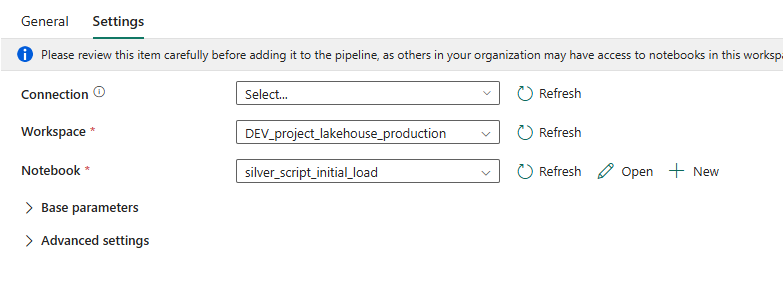 General Settings
Please review this item carefully before adding it to the pipeline, as others in your organization may have access to notebooks in this
Connection Select... Refresh
Workspace * DEV_project_lakehouse_production Refresh
Notebook * silver_script_initial_load Refresh Open New
Base parameters
Advanced settings